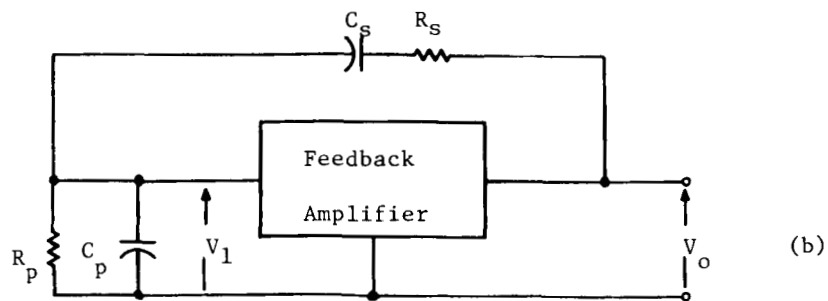 C_s R_s
Feedback
Amplifier
R_p C_p V_1 V_o (b)